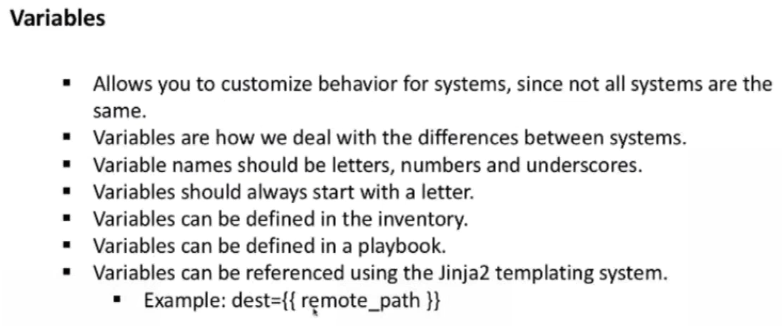 Variables
▪ Allows you to customize behavior for systems, since not all systems are the
same.
▪ Variables are how we deal with the differences between systems.
▪ Variable names should be letters, numbers and underscores.
▪ Variables should always start with a letter.
▪ Variables can be defined in the inventory.
▪ Variables can be defined in a playbook.
▪ Variables can be referenced using the Jinja2 templating system.
▪ Example: dest={{ remote_path }}